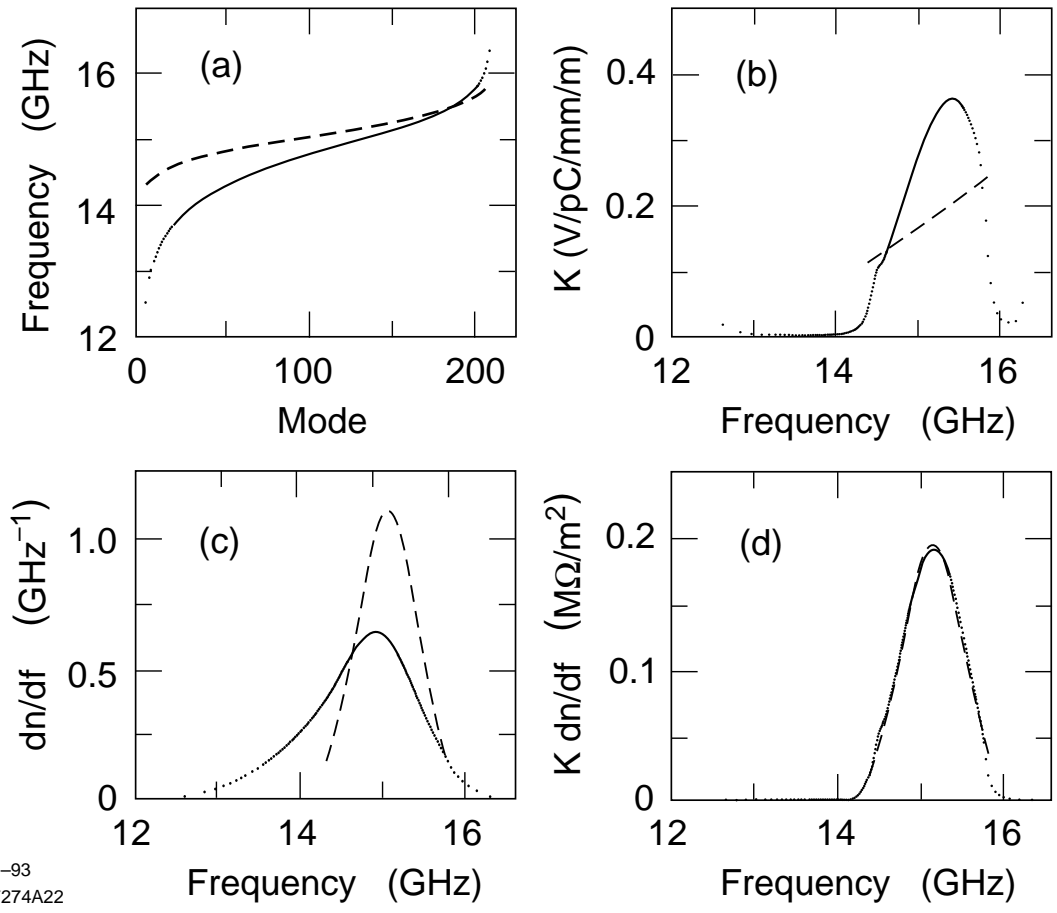 (a)
Frequency (GHz)
16
14
12
0
100
200
Mode
(b)
K (V/pC/mm/m)
0.4
0.2
0
12
14
16
Frequency (GHz)
(c)
dn/df (GHz⁻¹)
1.0
0.5
0
12
14
16
Frequency (GHz)
(d)
K dn/df (MΩ/m²)
0.2
0.1
0
12
14
16
Frequency (GHz)
–93
274A22